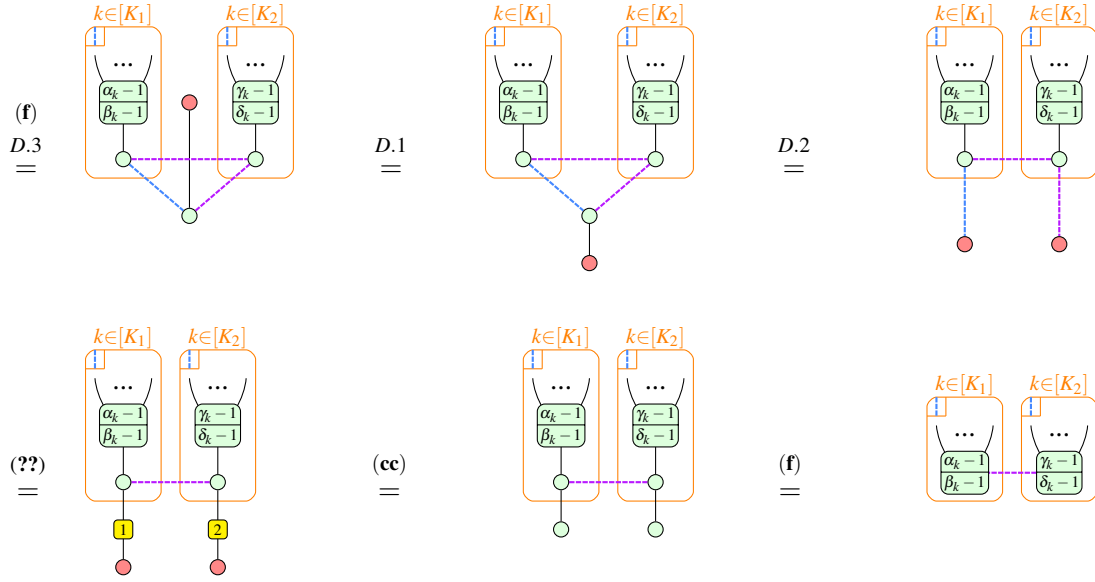 k∈[K₁] k∈[K₂] k∈[K₁] k∈[K₂] k∈[K₁] k∈[K₂]
... ... ... ... ... ...
αₖ − 1 γₖ − 1 αₖ − 1 γₖ − 1 αₖ − 1 γₖ − 1
(f) βₖ − 1 δₖ − 1 βₖ − 1 δₖ − 1 βₖ − 1 δₖ − 1
D.3 D.1 D.2
= = =
k∈[K₁] k∈[K₂] k∈[K₁] k∈[K₂]
k∈[K₁] k∈[K₂]
... ... ... ...
αₖ − 1 γₖ − 1 αₖ − 1 γₖ − 1
... ...
βₖ − 1 δₖ − 1 βₖ − 1 δₖ − 1
(??) (cc) (f) αₖ − 1 γₖ − 1
= = = βₖ − 1 δₖ − 1
1 2